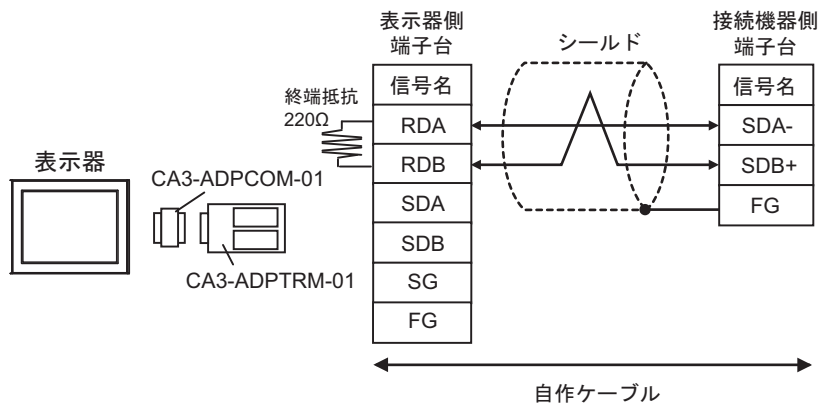 表示器側
端子台
シールド
接続機器側
端子台
信号名
信号名
終端抵抗
220Ω
RDA
SDA-
RDB
SDB+
表示器
CA3-ADPCOM-01
SDA
FG
SDB
CA3-ADPTRM-01
SG
FG
自作ケーブル